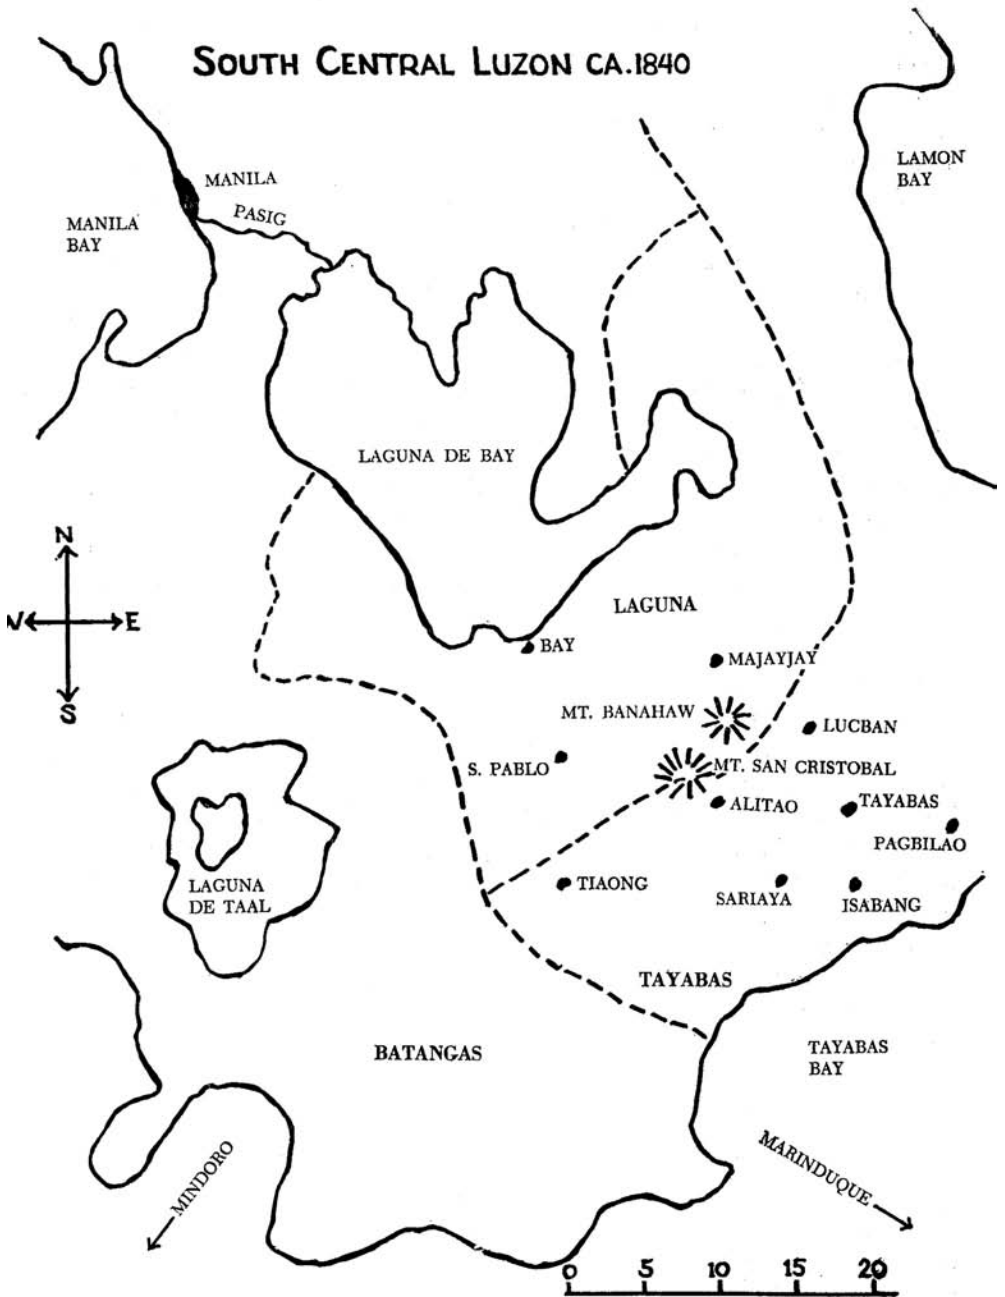 SOUTH CENTRAL LUZON CA.1840
LAMON
BAY
MANILA
PASIG
MANILA
BAY
LAGUNA DE BAY
N
W
E
S
LAGUNA
BAY
MAJAYJAY
MT. BANAHAW
LUCBAN
S. PABLO
MT. SAN CRISTOBAL
ALITAO
TAYABAS
PAGBILAO
LAGUNA
DE TAAL
TIAONG
SARIAYA
ISABANG
TAYABAS
BATANGAS
TAYABAS
BAY
MINDORO
MARINDUQUE
0 5 10 15 20